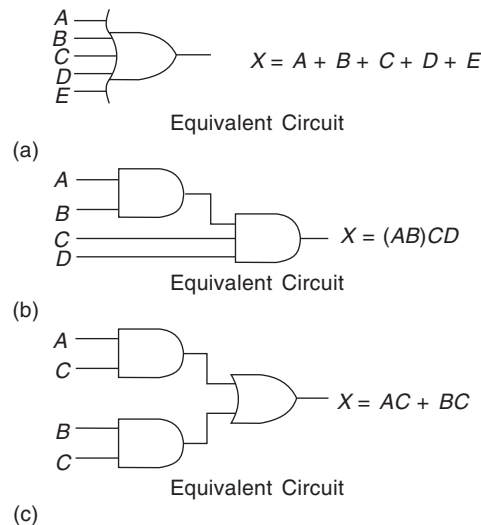 A
B
C
D
E
X = A + B + C + D + E
Equivalent Circuit
(a)
A
B
C
D
X = (AB)CD
Equivalent Circuit
(b)
A
C
B
C
X = AC + BC
Equivalent Circuit
(c)